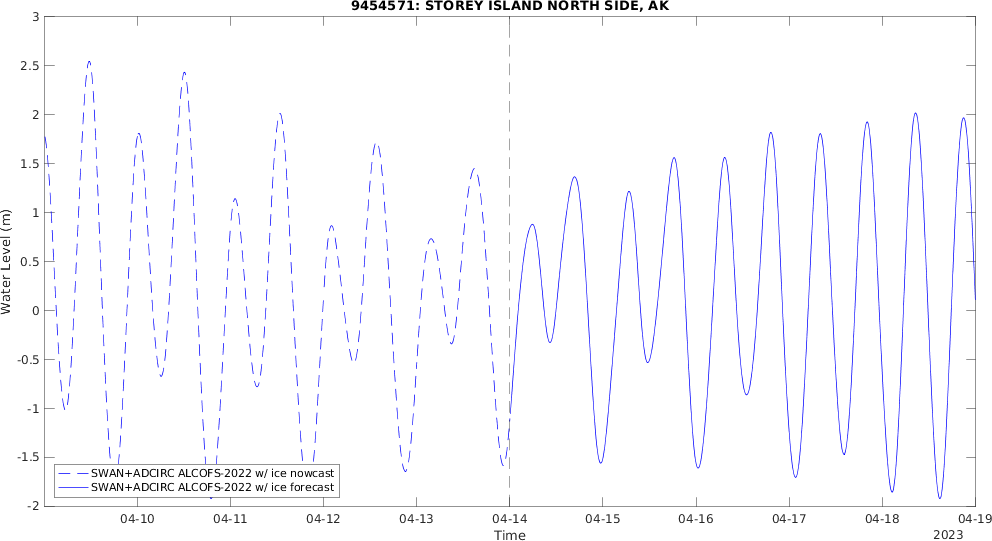 9454571: STOREY ISLAND NORTH SIDE, AK
3
2.5
2
1.5
1
0.5
0
-0.5
-1
-1.5
-2
Water Level (m)
SWAN+ADCIRC ALCOFS-2022 w/ ice nowcast
SWAN+ADCIRC ALCOFS-2022 w/ ice forecast
04-10 04-11 04-12 04-13 04-14 04-15 04-16 04-17 04-18 04-19
Time
2023